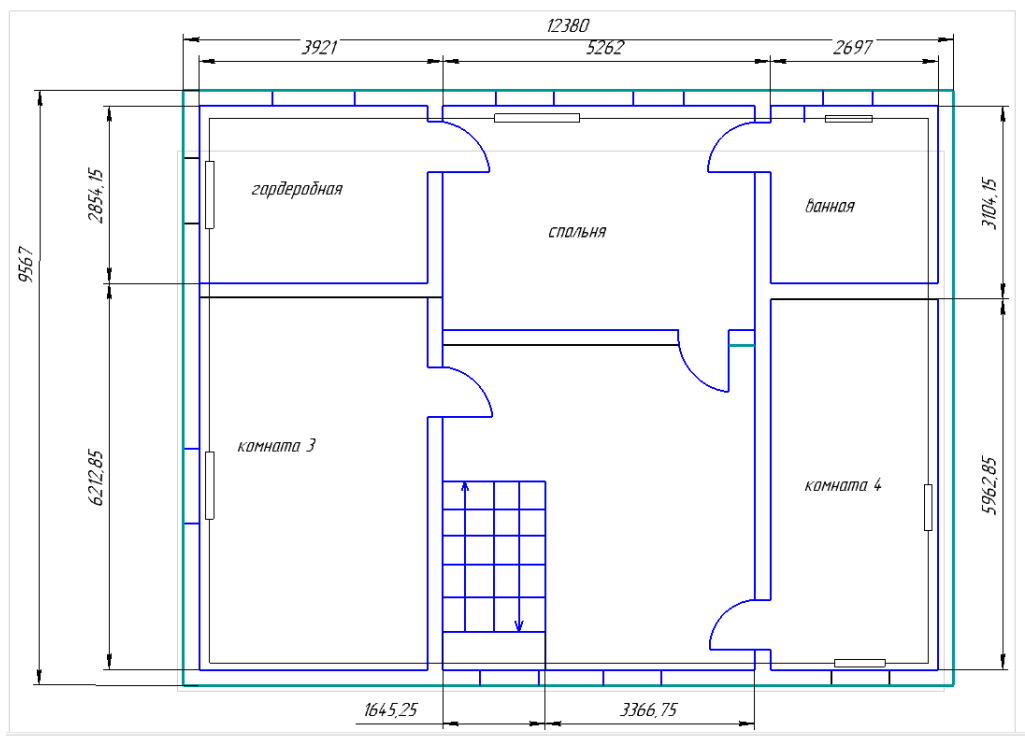 12380
3921
5262
2697
2854,15
гардеробная
спальня
ванная
3104,15
9567
6212,85
комната 3
комната 4
5962,85
1645,25
3366,75